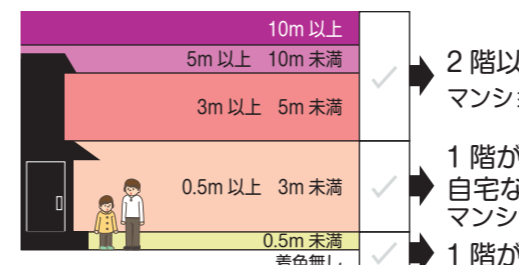 10m 以上
5m 以上 10m 未満
3m 以上 5m 未満
0.5m 以上 3m 未満
0.5m 未満
着色無し
2 階以
マンショ
1 階が
自宅な
マンシ
1 階が